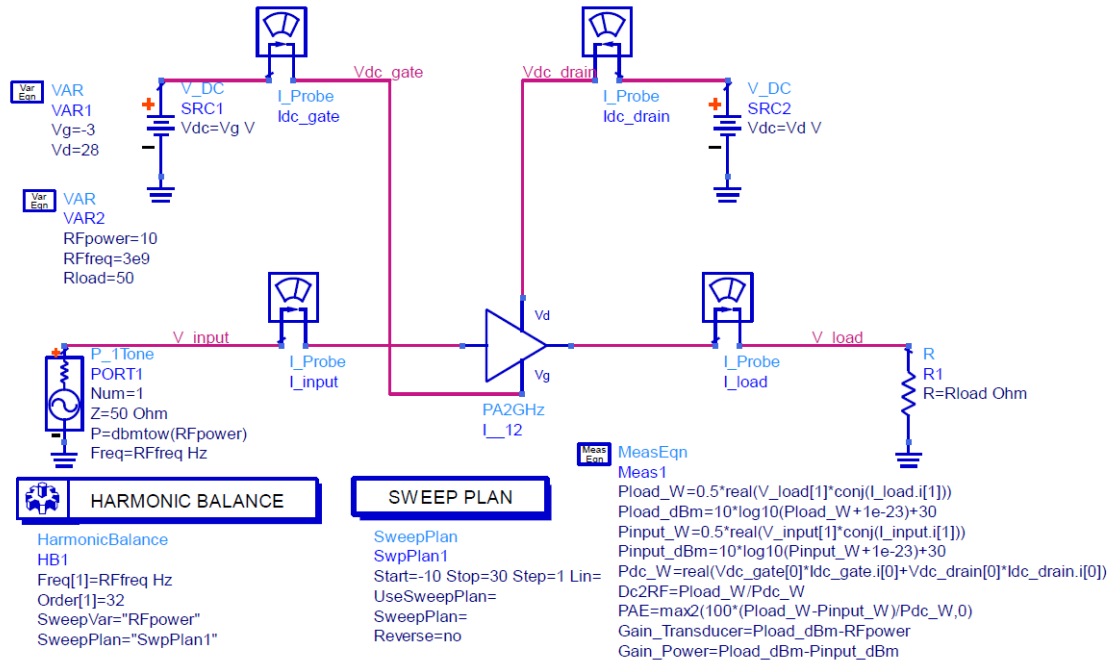 Vdc_gate
Vdc_drain
I_Probe
Idc_gate
I_Probe
Idc_drain
Var
Eqn
VAR
VAR1
Vg=-3
Vd=28
V_DC
SRC1
Vdc=Vg V
V_DC
SRC2
Vdc=Vd V
Var
Eqn
VAR
VAR2
RFpower=10
RFfreq=3e9
Rload=50
V_input
I_Probe
I_input
Vd
Vg
PA2GHz
I__12
I_Probe
I_load
V_load
R
R1
R=Rload Ohm
P_1Tone
PORT1
Num=1
Z=50 Ohm
P=dbmtow(RFpower)
Freq=RFfreq Hz
HARMONIC BALANCE
HarmonicBalance
HB1
Freq[1]=RFfreq Hz
Order[1]=32
SweepVar="RFpower"
SweepPlan="SwpPlan1"
SWEEP PLAN
SweepPlan
SwpPlan1
Start=-10 Stop=30 Step=1 Lin=
UseSweepPlan=
SweepPlan=
Reverse=no
Meas
Eqn
MeasEqn
Meas1
Pload_W=0.5*real(V_load[1]*conj(I_load.i[1]))
Pload_dBm=10*log10(Pload_W+1e-23)+30
Pinput_W=0.5*real(V_input[1]*conj(I_input.i[1]))
Pinput_dBm=10*log10(Pinput_W+1e-23)+30
Pdc_W=real(Vdc_gate[0]*Idc_gate.i[0]+Vdc_drain[0]*Idc_drain.i[0])
Dc2RF=Pload_W/Pdc_W
PAE=max2(100*(Pload_W-Pinput_W)/Pdc_W,0)
Gain_Transducer=Pload_dBm-RFpower
Gain_Power=Pload_dBm-Pinput_dBm